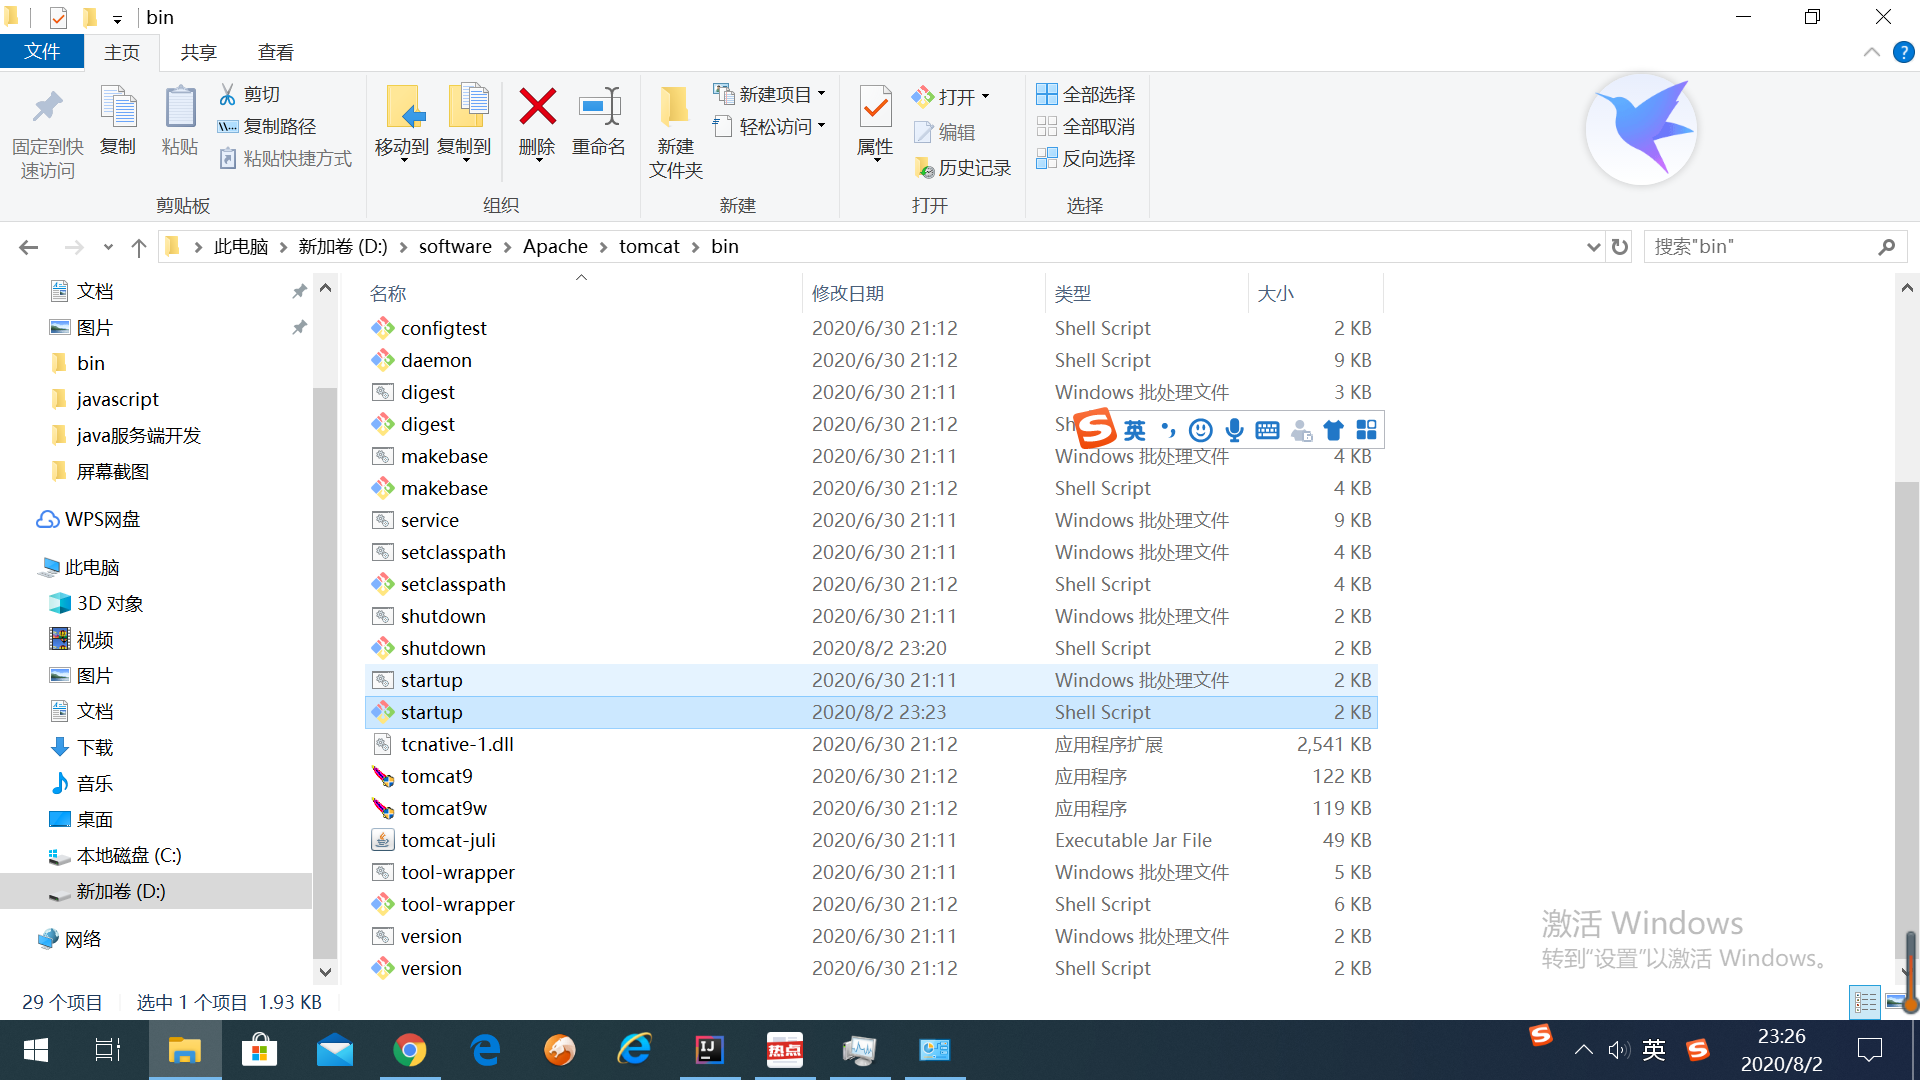 bin
文件
主页
共享
查看
?
固定到快
速访问
复制
粘贴
剪切
复制路径
粘贴快捷方式
剪贴板
移动到
复制到
删除
重命名
组织
新建
文件夹
新建项目
轻松访问
新建
属性
打开
编辑
历史记录
打开
全部选择
全部取消
反向选择
选择
此电脑 > 新加卷 (D:) > software > Apache > tomcat > bin
搜索"bin"
文档
图片
bin
javascript
java服务端开发
屏幕截图
WPS网盘
此电脑
3D 对象
视频
图片
文档
下载
音乐
桌面
本地磁盘 (C:)
新加卷 (D:)
网络
名称 修改日期 类型 大小
configtest 2020/6/30 21:12 Shell Script 2 KB
daemon 2020/6/30 21:12 Shell Script 9 KB
digest 2020/6/30 21:11 Windows 批处理文件 3 KB
digest 2020/6/30 21:12 Sh
S 英
makebase 2020/6/30 21:11 Windows 批处理文件 4 KB
makebase 2020/6/30 21:12 Shell Script 4 KB
service 2020/6/30 21:11 Windows 批处理文件 9 KB
setclasspath 2020/6/30 21:11 Windows 批处理文件 4 KB
setclasspath 2020/6/30 21:12 Shell Script 4 KB
shutdown 2020/6/30 21:11 Windows 批处理文件 2 KB
shutdown 2020/8/2 23:20 Shell Script 2 KB
startup 2020/6/30 21:11 Windows 批处理文件 2 KB
startup 2020/8/2 23:23 Shell Script 2 KB
tcnative-1.dll 2020/6/30 21:12 应用程序扩展 2,541 KB
tomcat9 2020/6/30 21:12 应用程序 122 KB
tomcat9w 2020/6/30 21:12 应用程序 119 KB
tomcat-juli 2020/6/30 21:11 Executable Jar File 49 KB
tool-wrapper 2020/6/30 21:11 Windows 批处理文件 5 KB
tool-wrapper 2020/6/30 21:12 Shell Script 6 KB
version 2020/6/30 21:11 Windows 批处理文件 2 KB
version 2020/6/30 21:12 Shell Script 2 KB
激活 Windows
转到“设置”以激活 Windows。
29 个项目 选中 1 个项目 1.93 KB
IJ
热点
S
英
S
23:26
2020/8/2